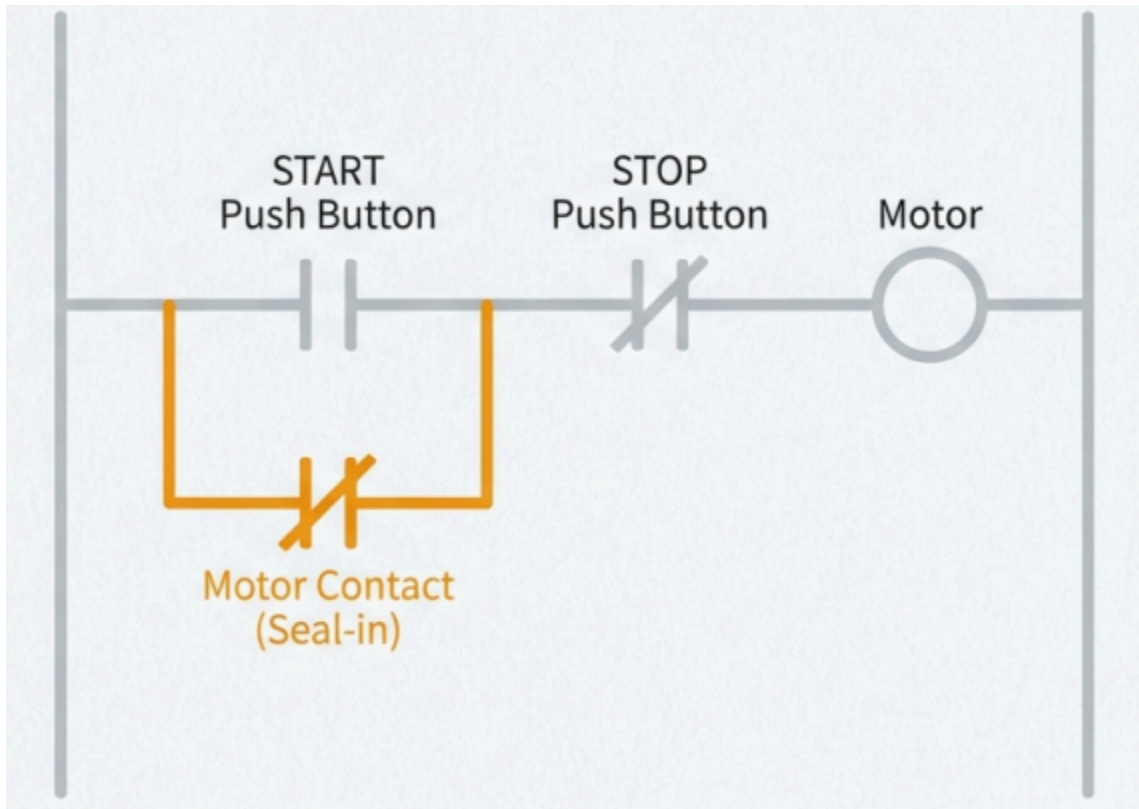 START
Push Button
STOP
Push Button
Motor
Motor Contact
(Seal-in)